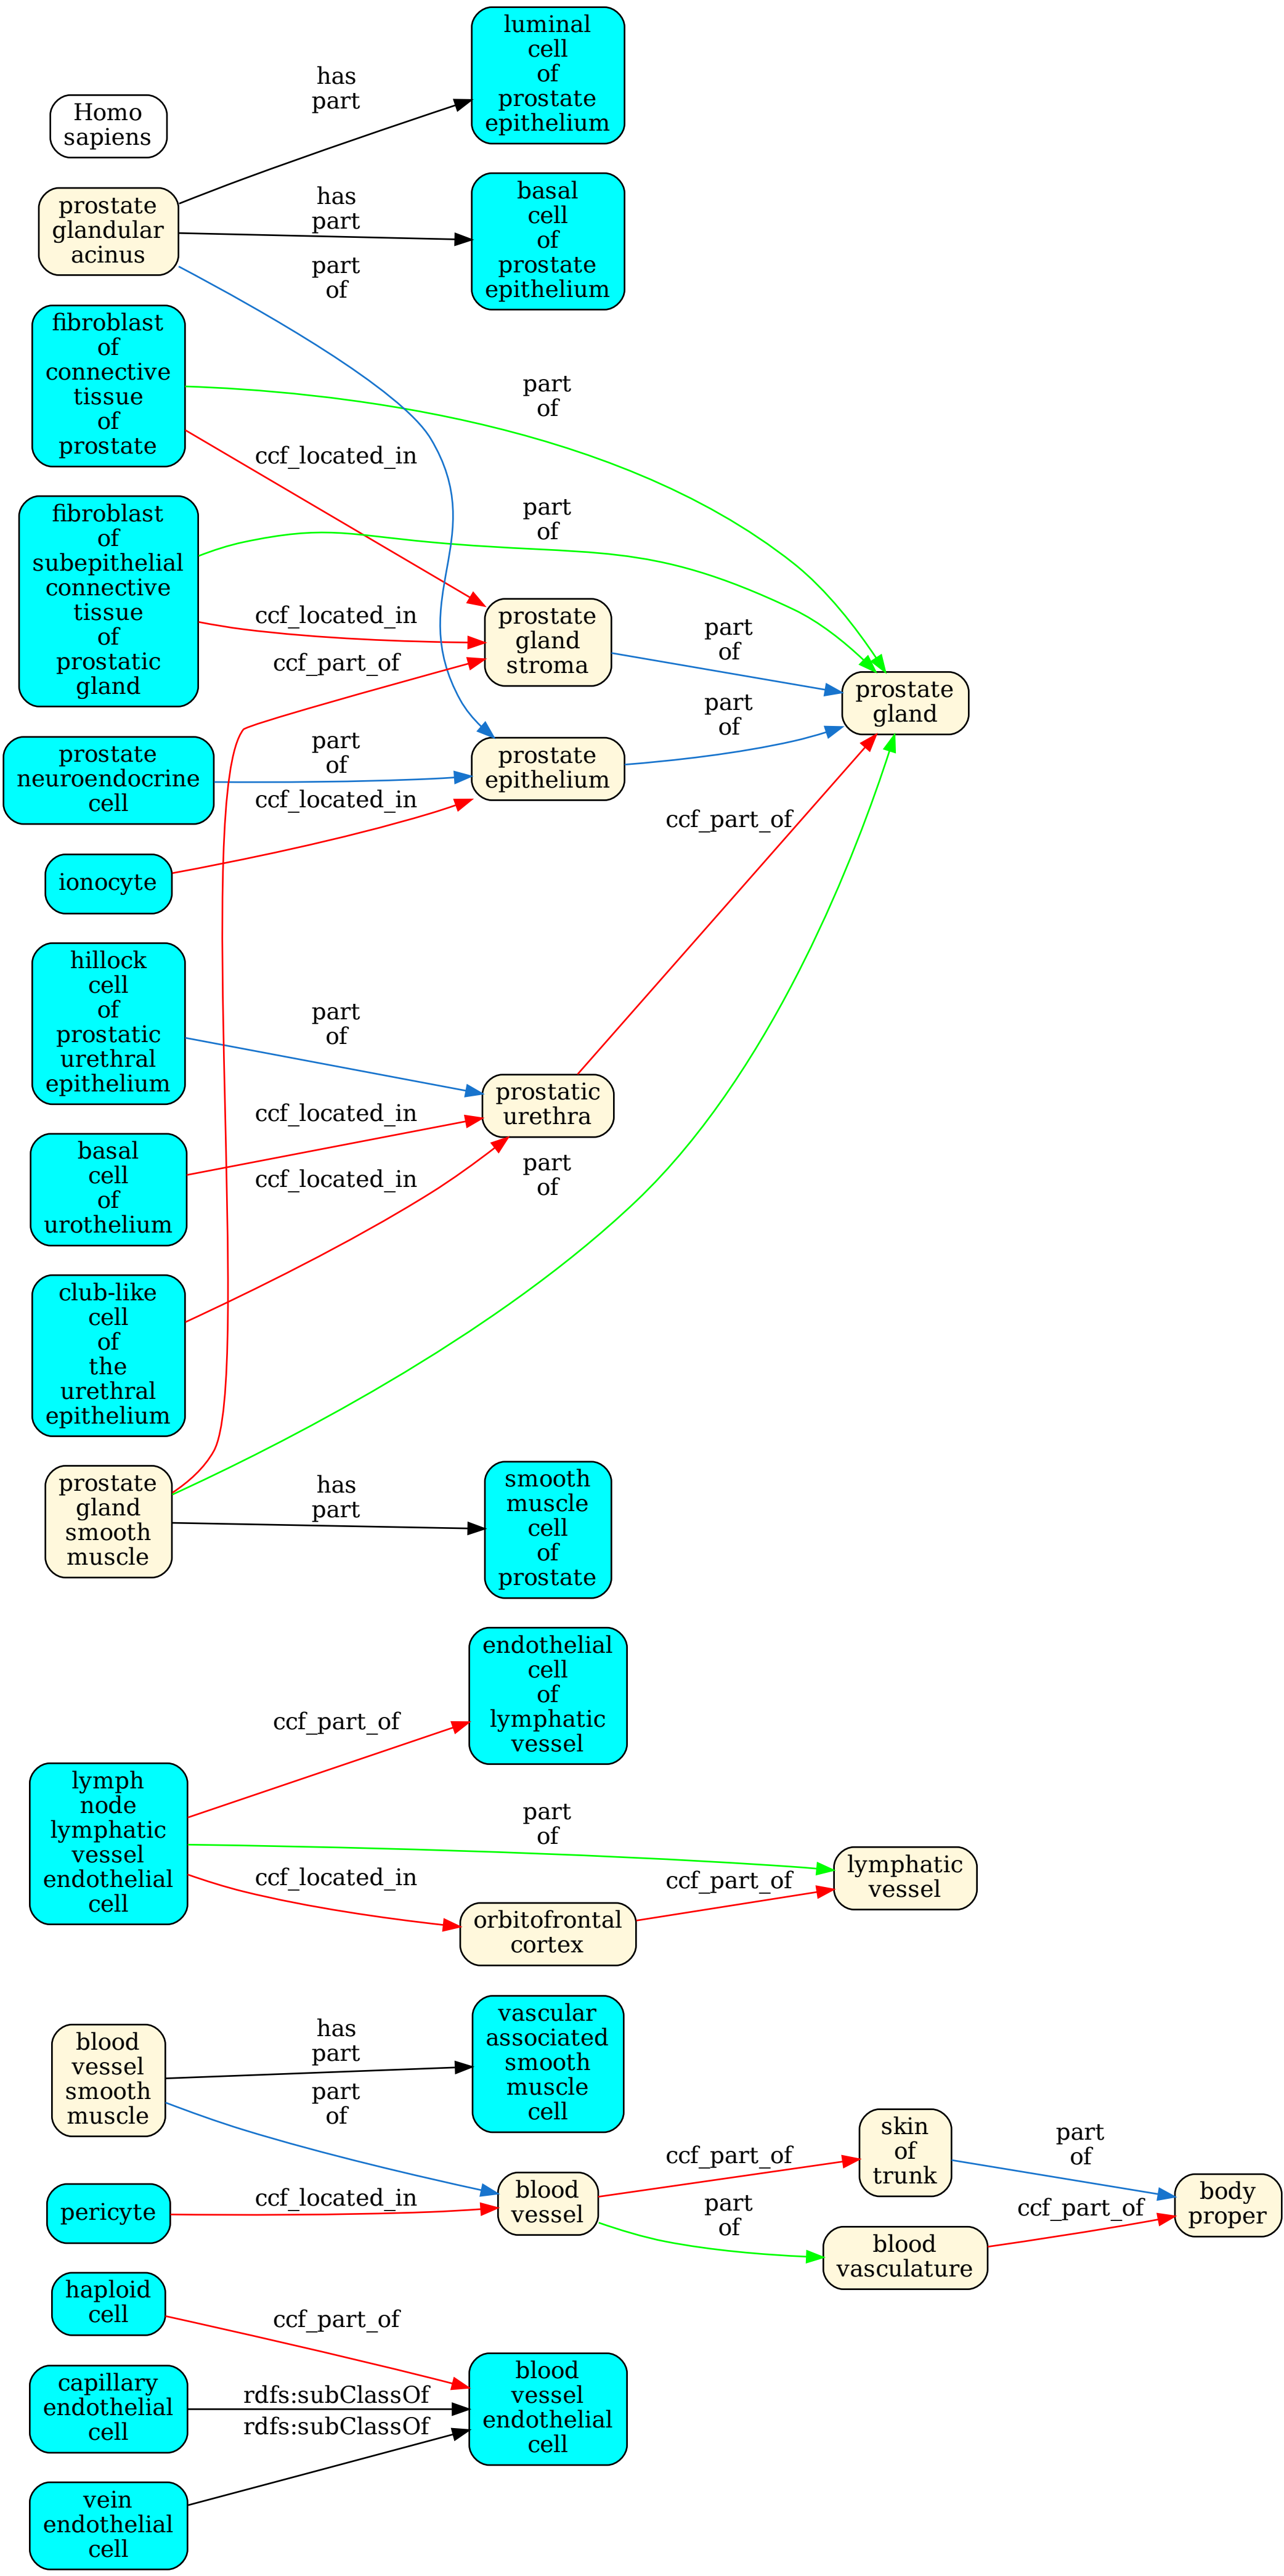 luminal
cell
of
prostate
epithelium
has
part
Homo
sapiens
prostate
glandular
acinus
has
part
basal
cell
of
prostate
epithelium
part
of
fibroblast
of
connective
tissue
of
prostate
part
of
ccf_located_in
fibroblast
of
subepithelial
connective
tissue
of
prostatic
gland
part
of
ccf_located_in
ccf_part_of
prostate
gland
stroma
part
of
prostate
gland
prostate
neuroendocrine
cell
part
of
prostate
epithelium
part
of
ccf_located_in
ionocyte
ccf_part_of
hillock
cell
of
prostatic
urethral
epithelium
part
of
prostatic
urethra
basal
cell
of
urothelium
ccf_located_in
ccf_located_in
part
of
club-like
cell
of
the
urethral
epithelium
prostate
gland
smooth
muscle
has
part
smooth
muscle
cell
of
prostate
endothelial
cell
of
lymphatic
vessel
ccf_part_of
lymph
node
lymphatic
vessel
endothelial
cell
part
of
ccf_located_in
orbitofrontal
cortex
ccf_part_of
lymphatic
vessel
blood
vessel
smooth
muscle
has
part
vascular
associated
smooth
muscle
cell
part
of
pericyte
ccf_located_in
blood
vessel
ccf_part_of
skin
of
trunk
part
of
part
of
blood
vasculature
ccf_part_of
body
proper
haploid
cell
ccf_part_of
capillary
endothelial
cell
rdfs:subClassOf
rdfs:subClassOf
blood
vessel
endothelial
cell
vein
endothelial
cell